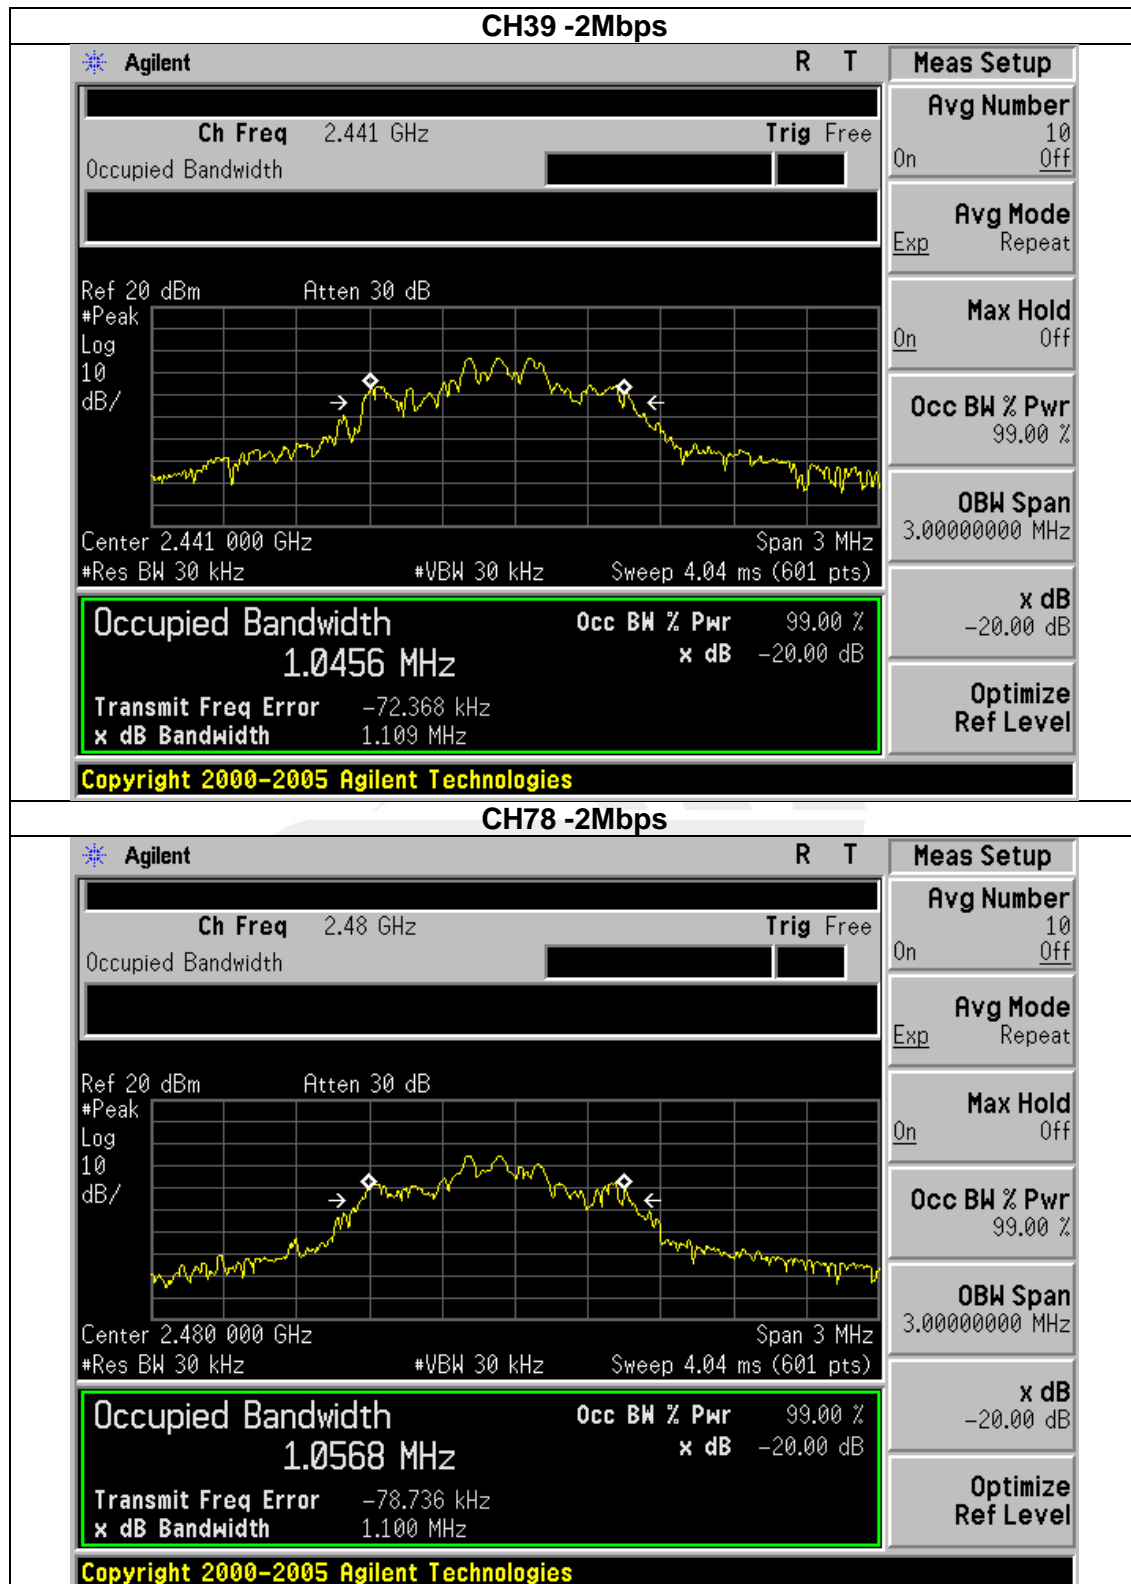 CH39 -2Mbps
Agilent R T Meas Setup
Ch Freq 2.441 GHz Trig Free
Occupied Bandwidth
Avg Number
10
On Off
Avg Mode
Exp Repeat
Max Hold
On Off
Occ BW % Pwr
99.00 %
OBW Span
3.00000000 MHz
x dB
-20.00 dB
Optimize
Ref Level
Ref 20 dBm Atten 30 dB
#Peak
Log
10
dB/
Center 2.441 000 GHz Span 3 MHz
#Res BW 30 kHz #VBW 30 kHz Sweep 4.04 ms (601 pts)
Occupied Bandwidth Occ BW % Pwr 99.00 %
1.0456 MHz x dB -20.00 dB
Transmit Freq Error -72.368 kHz
x dB Bandwidth 1.109 MHz
Copyright 2000-2005 Agilent Technologies
CH78 -2Mbps
Agilent R T Meas Setup
Ch Freq 2.48 GHz Trig Free
Occupied Bandwidth
Avg Number
10
On Off
Avg Mode
Exp Repeat
Max Hold
On Off
Occ BW % Pwr
99.00 %
OBW Span
3.00000000 MHz
x dB
-20.00 dB
Optimize
Ref Level
Ref 20 dBm Atten 30 dB
#Peak
Log
10
dB/
Center 2.480 000 GHz Span 3 MHz
#Res BW 30 kHz #VBW 30 kHz Sweep 4.04 ms (601 pts)
Occupied Bandwidth Occ BW % Pwr 99.00 %
1.0568 MHz x dB -20.00 dB
Transmit Freq Error -78.736 kHz
x dB Bandwidth 1.100 MHz
Copyright 2000-2005 Agilent Technologies